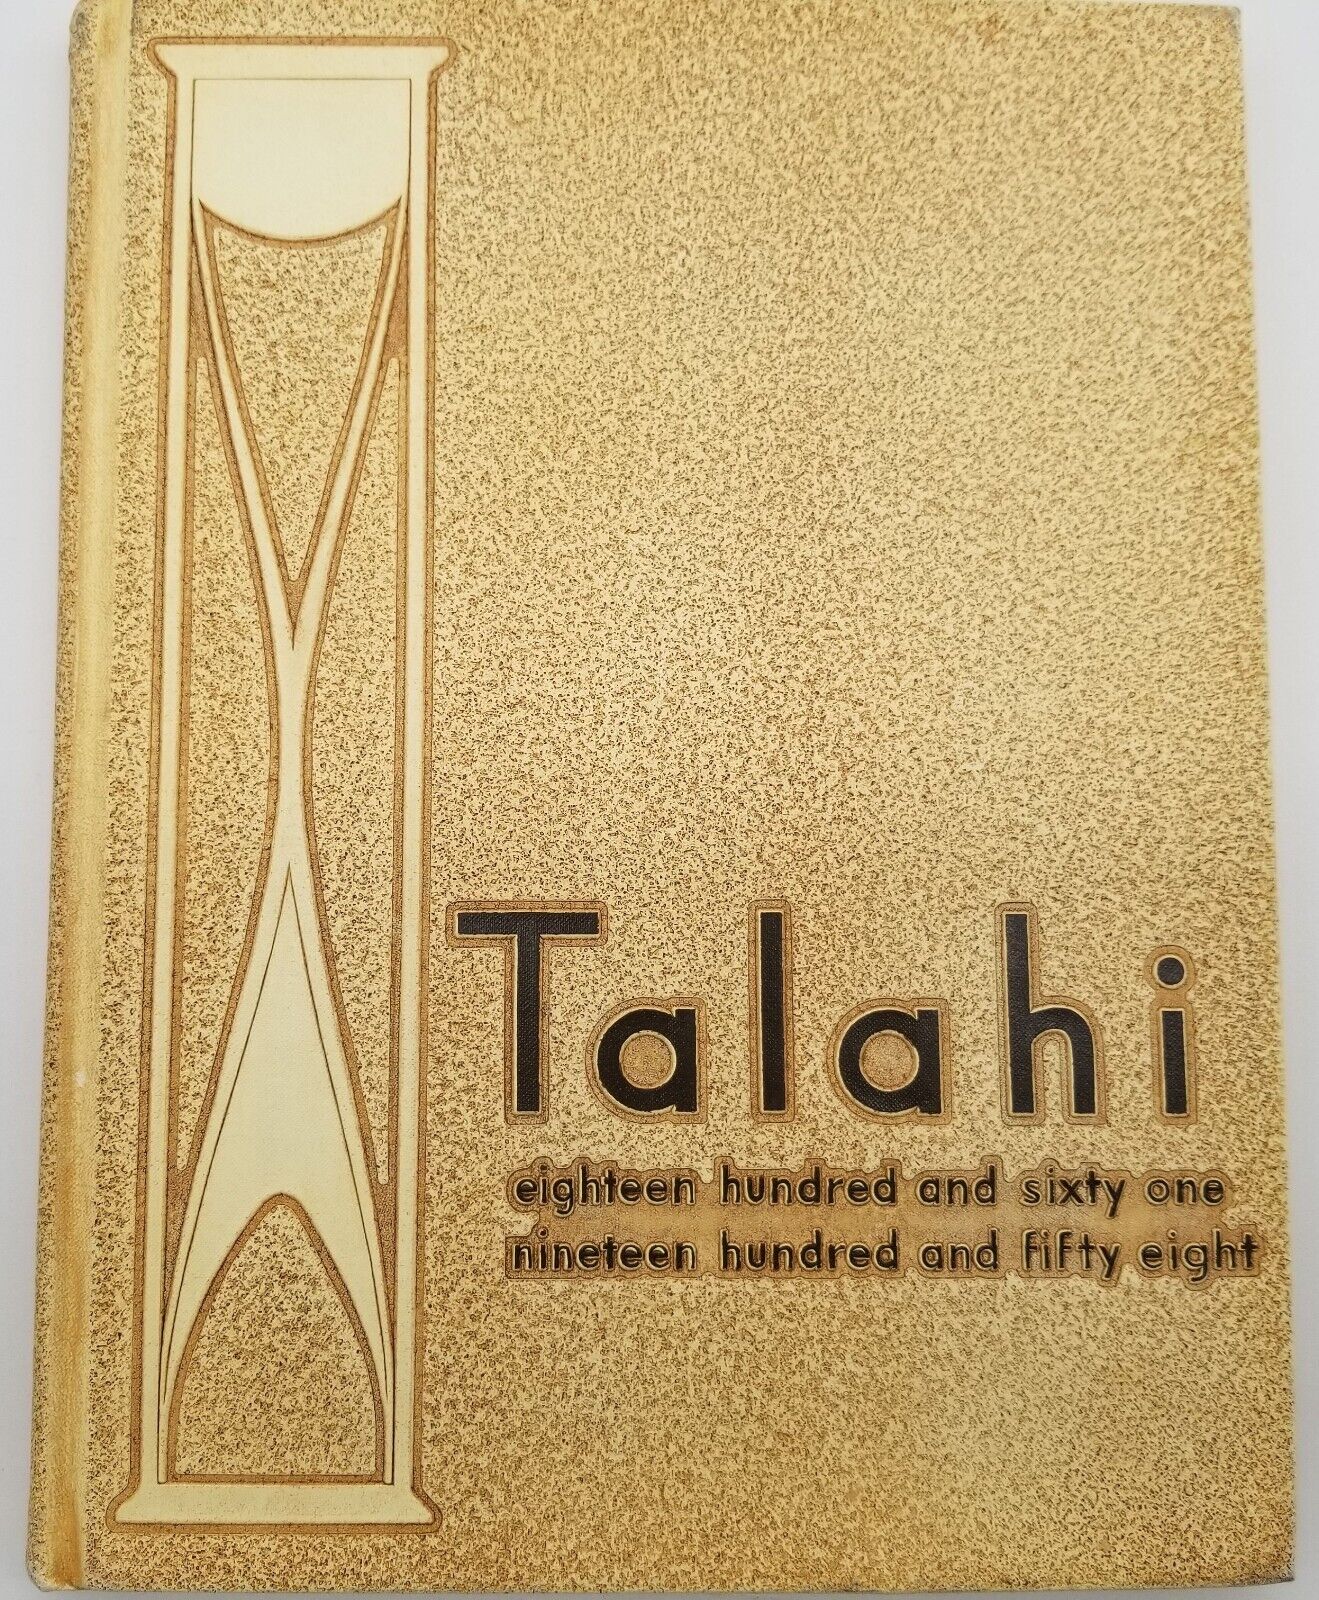 Talahi
eighteen hundred and sixty one
nineteen hundred and fifty eight